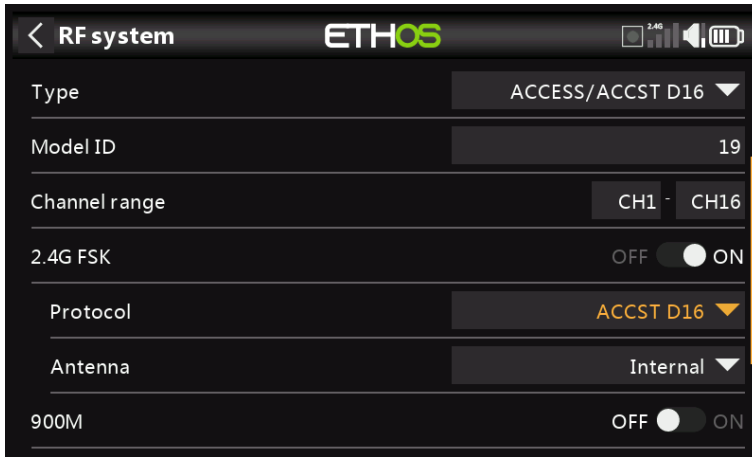 RF system ETHOS 2.4G
Type ACCESS/ACCST D16
Model ID 19
Channel range CH1 - CH16
2.4G FSK OFF ON
Protocol ACCST D16
Antenna Internal
900M OFF ON